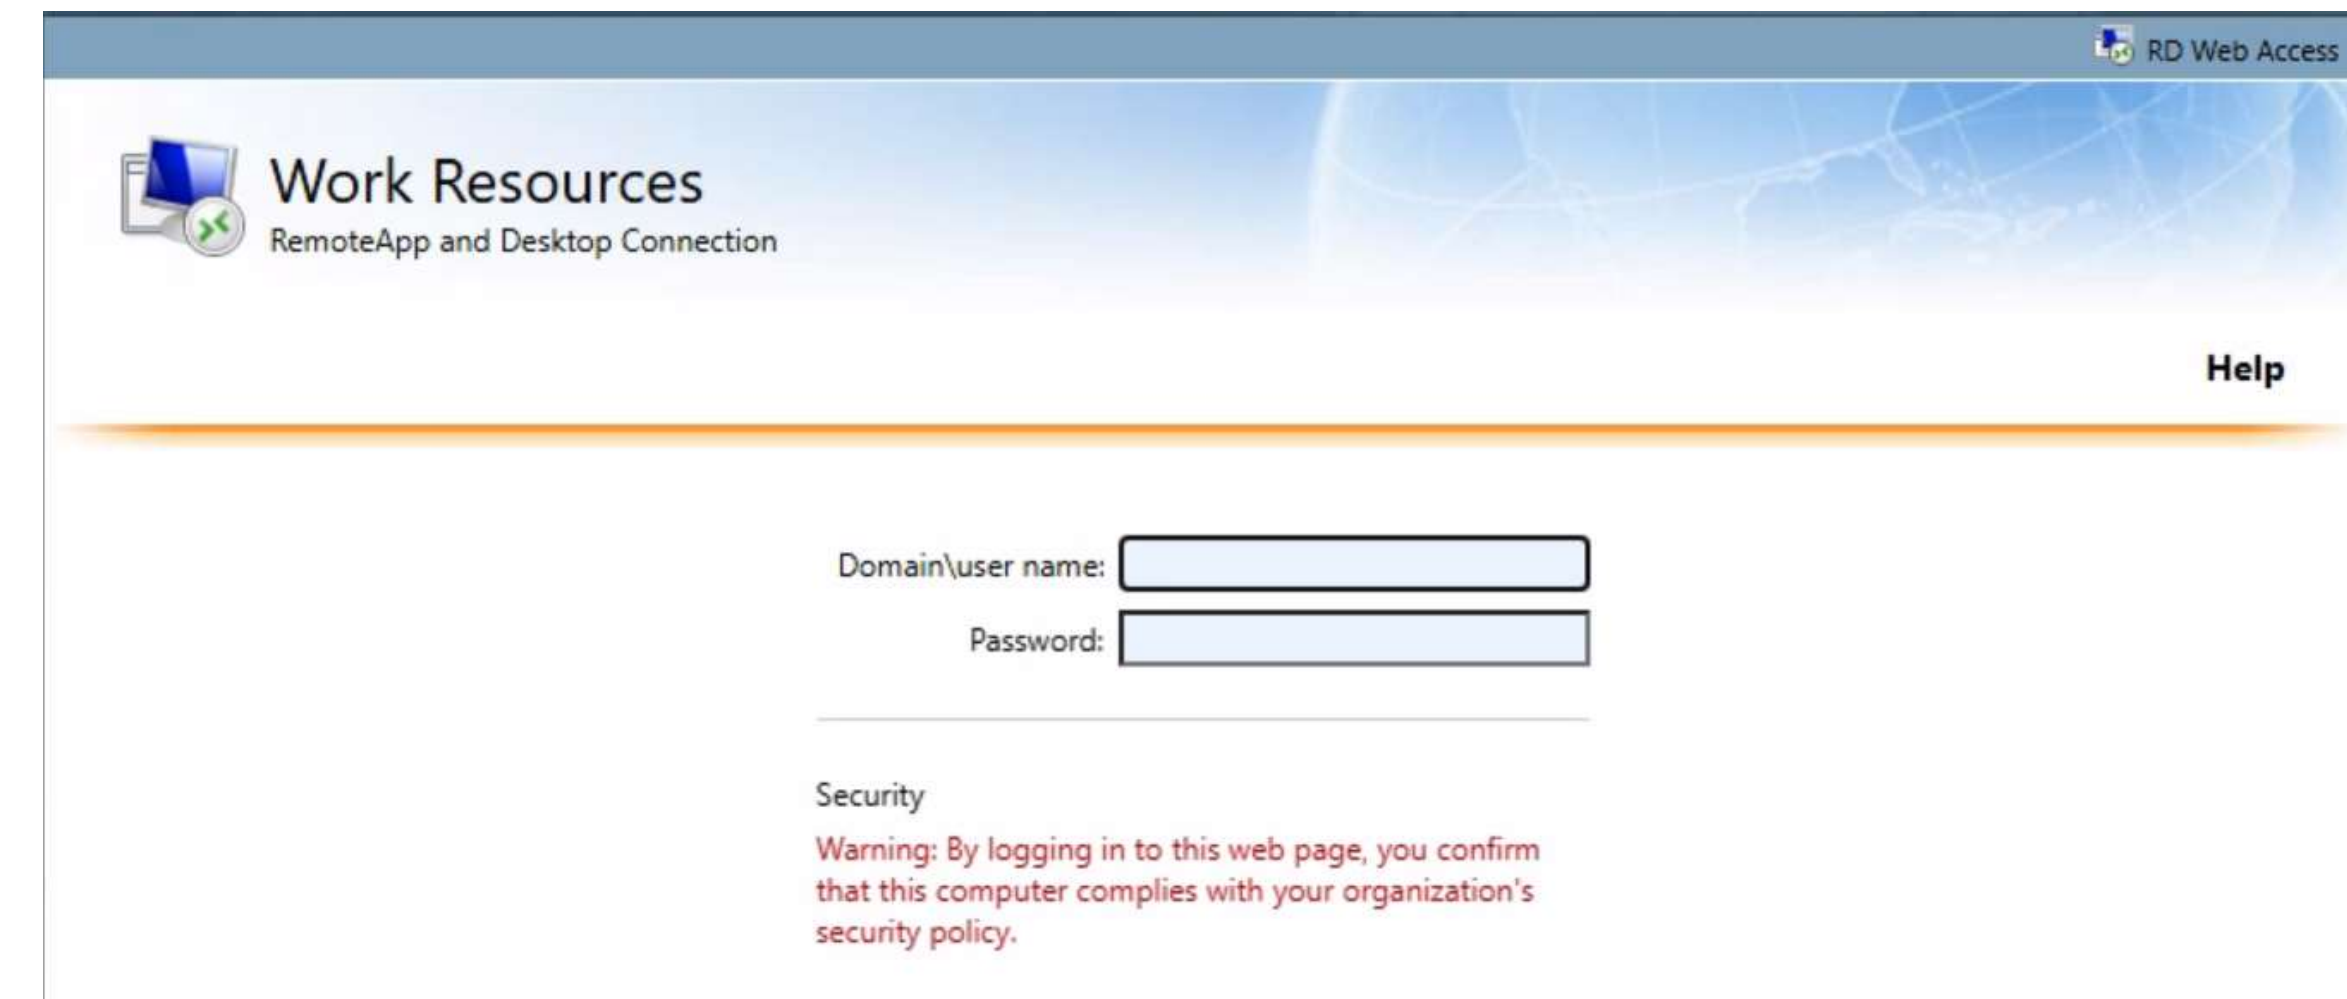 RD Web Access
Work Resources
RemoteApp and Desktop Connection
Help
Domain\user name:
Password:
Security
Warning: By logging in to this web page, you confirm
that this computer complies with your organization's
security policy.